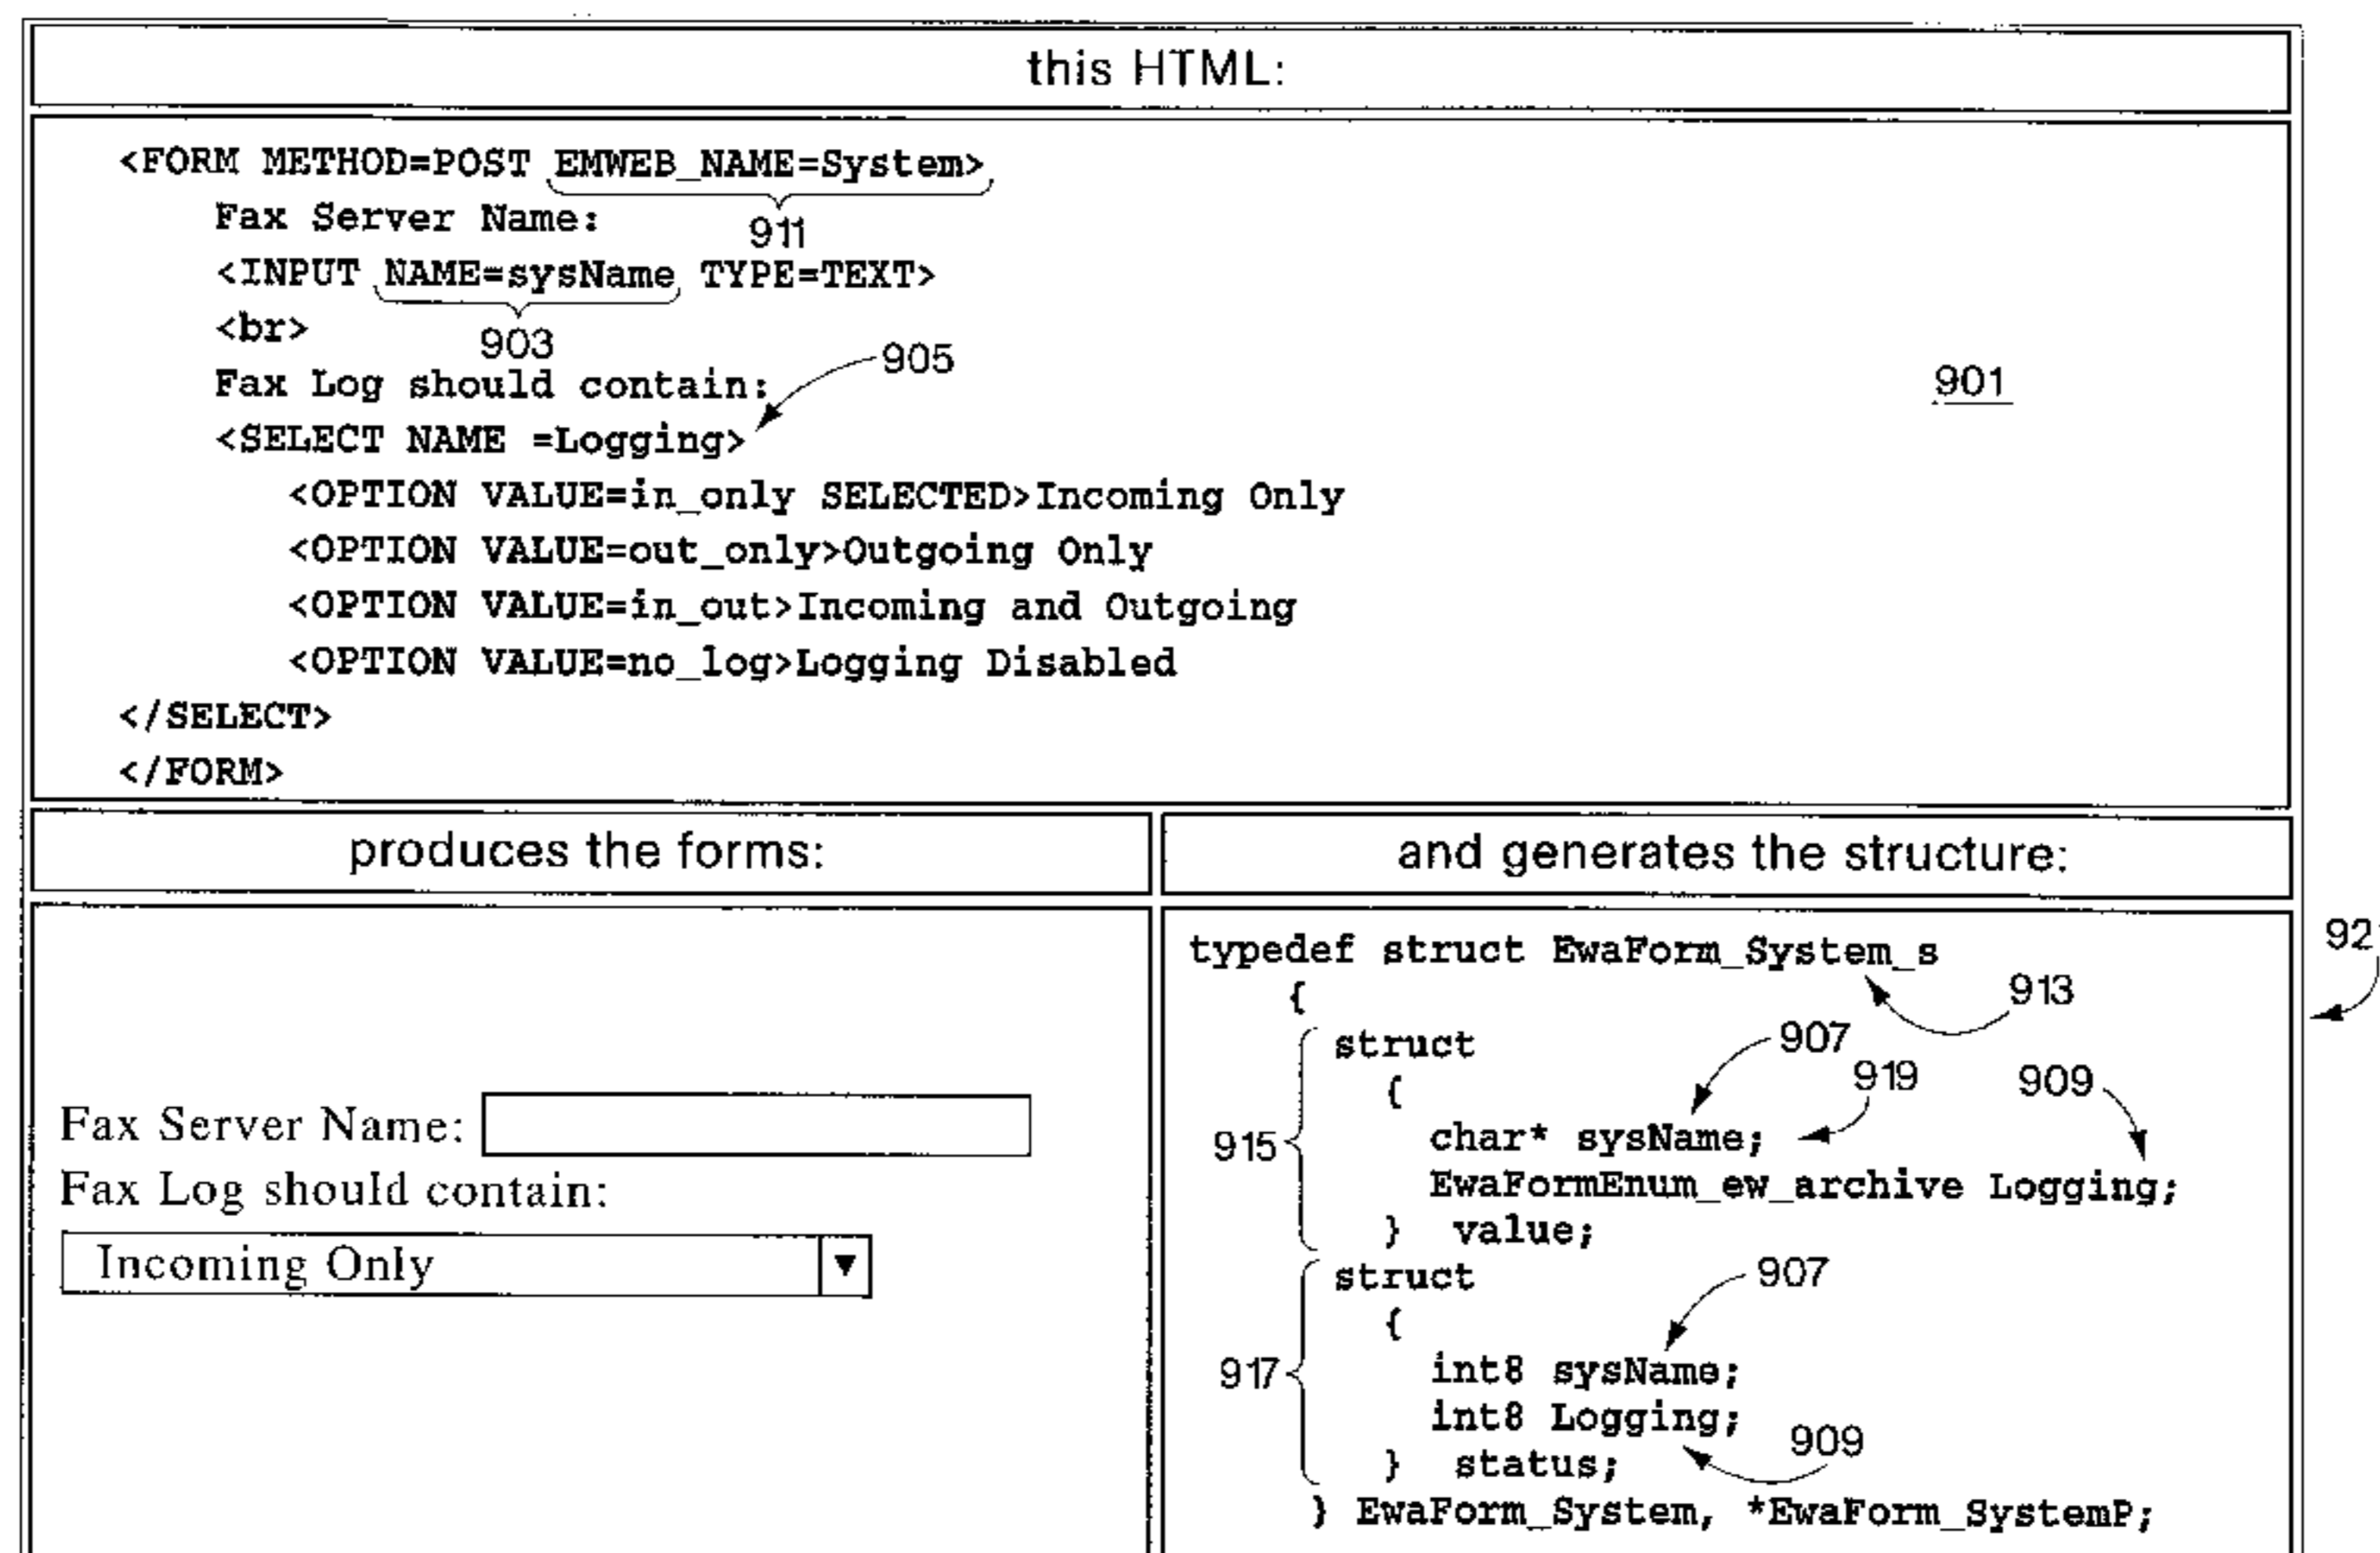 this HTML:
<FORM METHOD=POST EMWEB_NAME=System>
Fax Server Name:
911
<INPUT NAME=sysName TYPE=TEXT>
<br>
903
905
Fax Log should contain:
901
<SELECT NAME =Logging>
<OPTION VALUE=in_only SELECTED>Incoming Only
<OPTION VALUE=out_only>Outgoing Only
<OPTION VALUE=in_out>Incoming and Outgoing
<OPTION VALUE=no_log>Logging Disabled
</SELECT>
</FORM>
produces the forms:
Fax Server Name:
Fax Log should contain:
Incoming Only ▼
and generates the structure:
typedef struct EwaForm_System_s
913
{
915
struct
907
{
919
909
char* sysName;
EwaFormEnum_ew_archive Logging;
} value;
917
struct
907
{
int8 sysName;
int8 Logging;
909
} status;
} EwaForm_System, *EwaForm_SystemP;